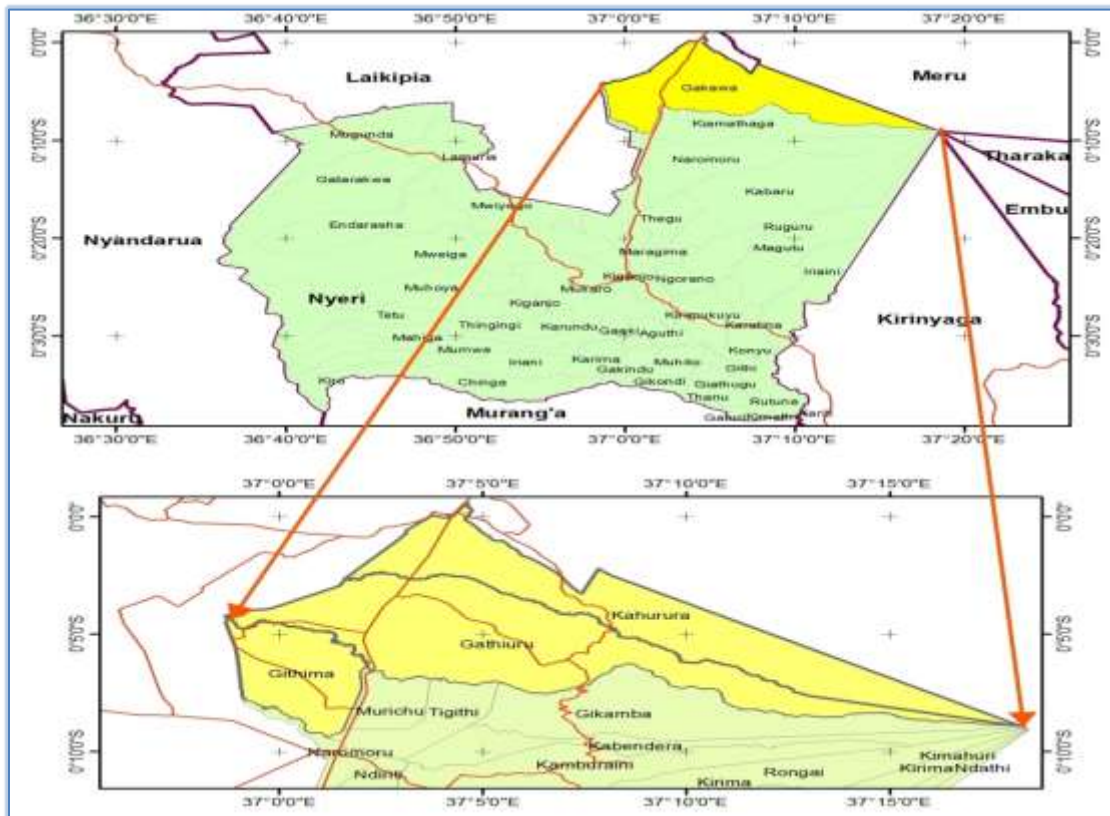 36°30'0"E 36°40'0"E 36°50'0"E 37°0'0"E 37°10'0"E 37°20'0"E
0°0'0" 0°0'0"
Laikipia Meru
Gakawa
Kiamathaga
Mugunda
0°10'0"S 0°10'0"S
Lamuria Naromoru Tharaka
Gatarakwa Kabaru
Embu
Endarasha Thegu Ruguru
Nyandarua 0°20'0"S 0°20'0"S
Mweiga Maragima Magutu
Iriaini
Ngorano
Muhoya
Nyeri Kiganjo Kirinyaga
Tetu Thingingi Karundu Aguthi Karatina
0°30'0"S 0°30'0"S
Mahiga
Mumwa Iriani Karima Muhito Konyu
Gakindu Githi
Chinga Gikondi Giathugu
Thanu Rutune
Nakuru Murang'a
36°30'0"E 36°40'0"E 36°50'0"E 37°0'0"E 37°10'0"E 37°20'0"E
37°0'0"E 37°5'0"E 37°10'0"E 37°15'0"E
0°0'0" 0°0'0"
Kahurura
0°5'0"S 0°5'0"S
Gathiuru
Githima
Murichu Tigithi Gikamba
Naromoru Kabendera
0°10'0"S 0°10'0"S
Kimahuri
Ndiriti Kamburaini Rongai Kirima Ndathi
Kirima
37°0'0"E 37°5'0"E 37°10'0"E 37°15'0"E